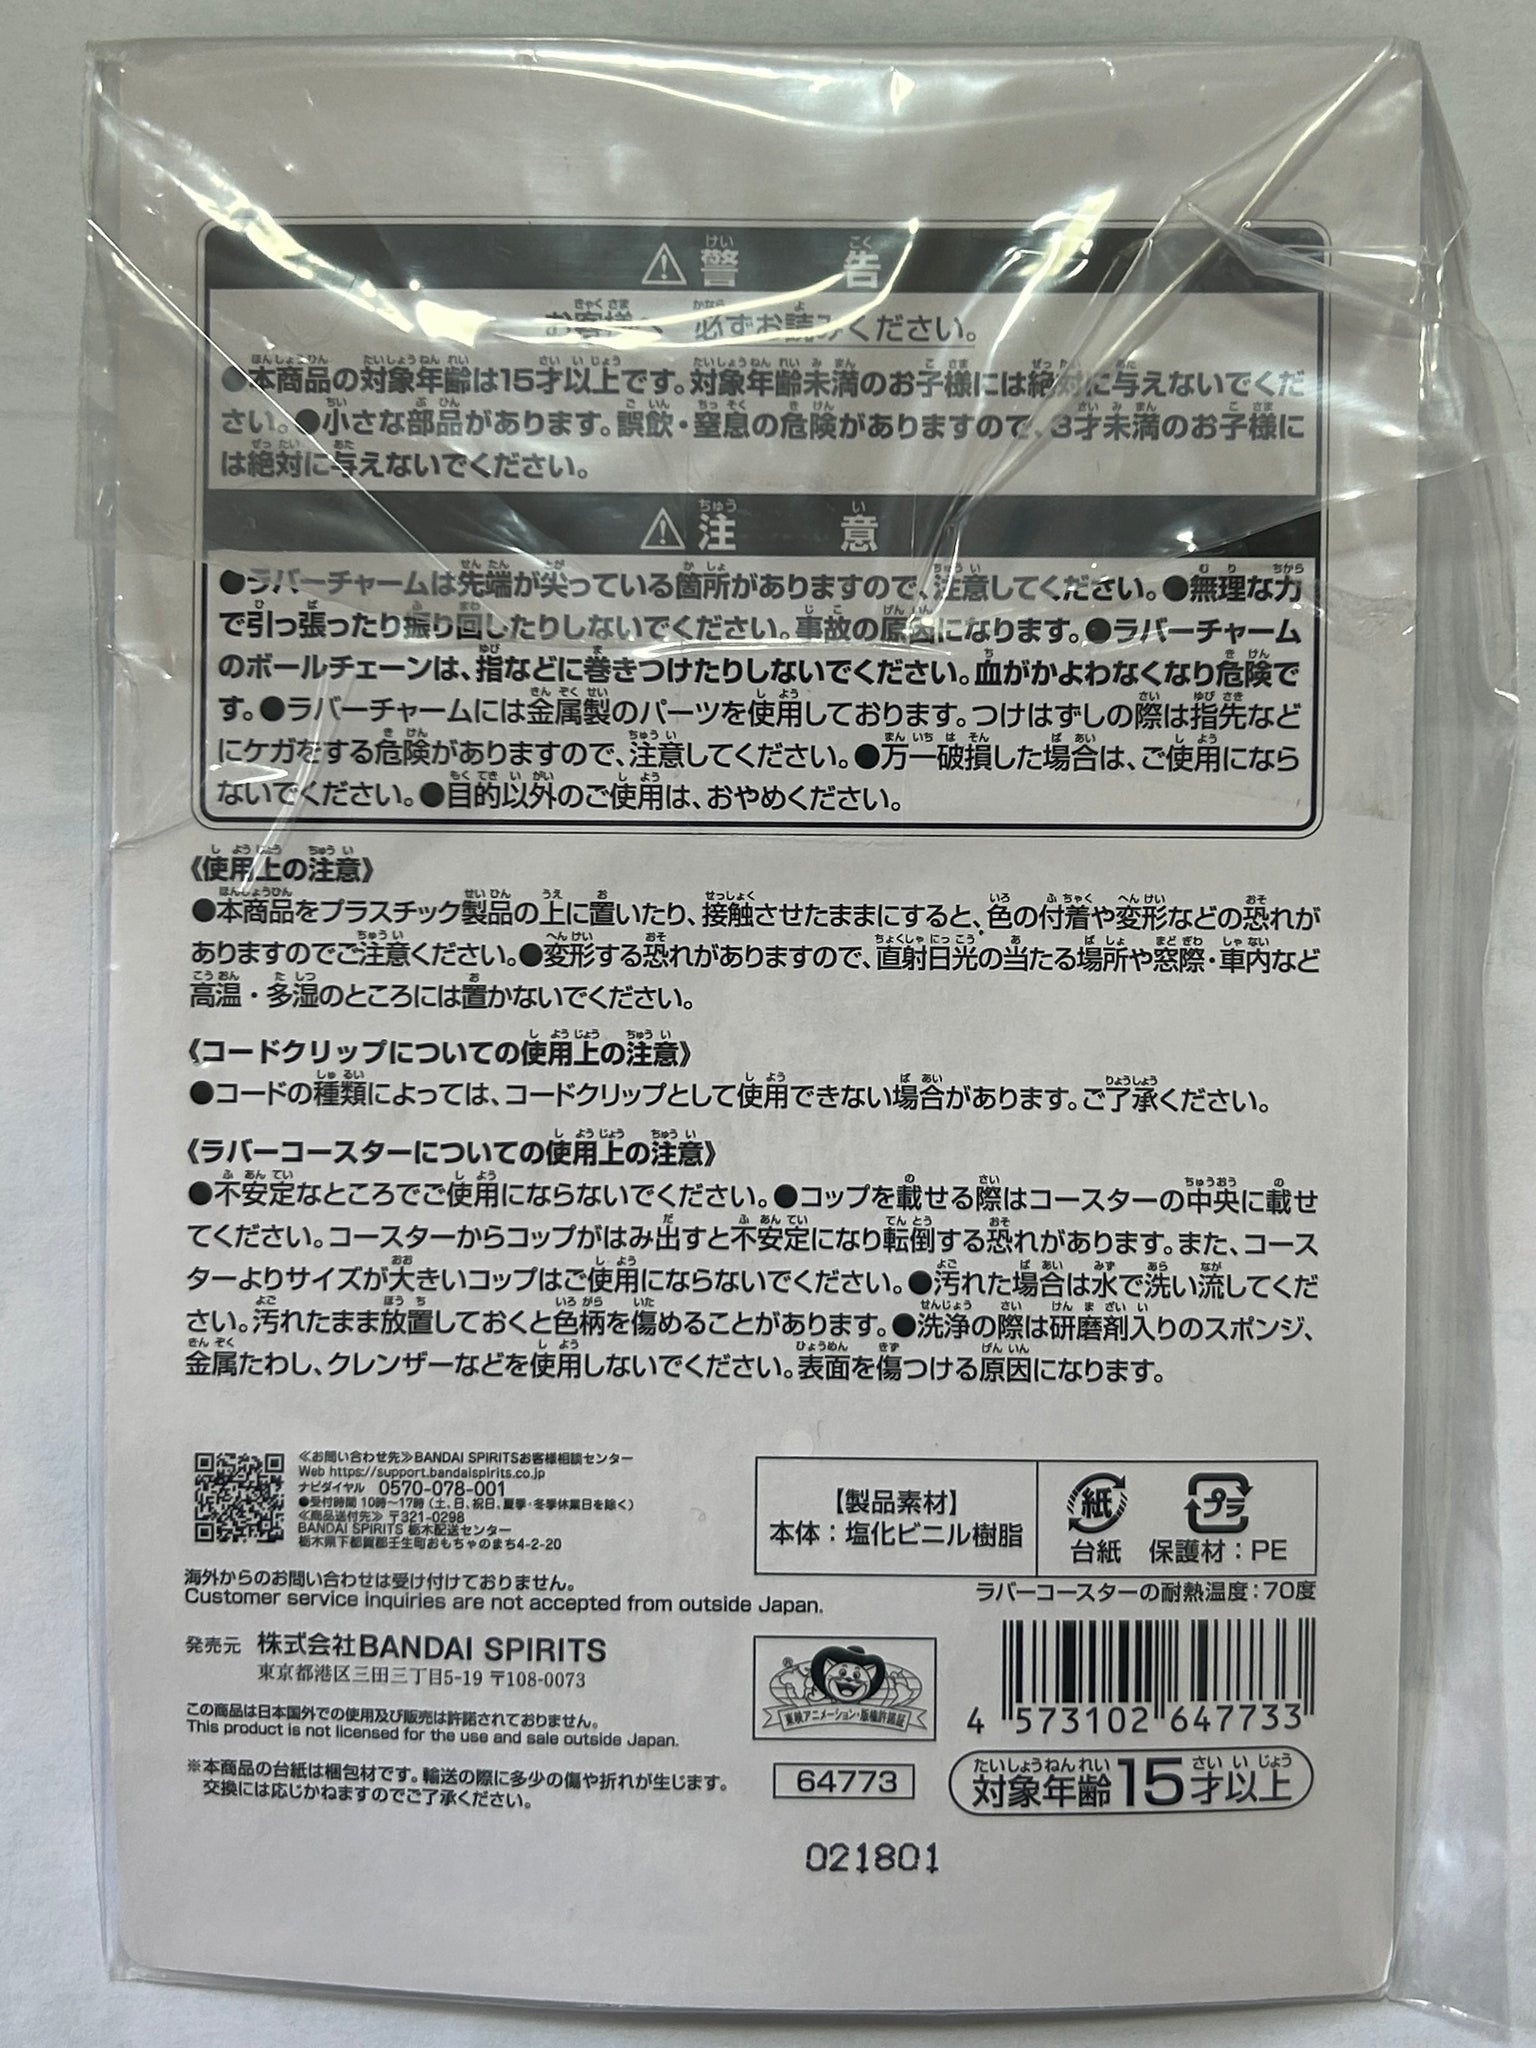 ⚠警告
お客様へ 必ずお読みください。
●本商品の対象年齢は15才以上です。対象年齢未満のお子様には絶対に与えないでくだ
さい。●小さな部品があります。誤飲・窒息の危険がありますので、3才未満のお子様に
は絶対に与えないでください。
⚠注意
●ラバーチャームは先端が尖っている箇所がありますので、注意してください。●無理な力
で引っ張ったり振り回したりしないでください。事故の原因になります。●ラバーチャーム
のボールチェーンは、指などに巻きつけたりしないでください。血がかよわなくなり危険で
す。●ラバーチャームには金属製のパーツを使用しております。つけはずしの際は指先など
にケガをする危険がありますので、注意してください。●万一破損した場合は、ご使用になら
ないでください。●目的以外のご使用は、おやめください。
《使用上の注意》
●本商品をプラスチック製品の上に置いたり、接触させたままにすると、色の付着や変形などの恐れが
ありますのでご注意ください。●変形する恐れがありますので、直射日光の当たる場所や窓際・車内など
高温・多湿のところには置かないでください。
《コードクリップについての使用上の注意》
●コードの種類によっては、コードクリップとして使用できない場合があります。ご了承ください。
《ラバーコースターについての使用上の注意》
●不安定なところでご使用にならないでください。●コップを載せる際はコースターの中央に載せ
てください。コースターからコップがはみ出すと不安定になり転倒する恐れがあります。また、コース
ターよりサイズが大きいコップはご使用にならないでください。●汚れた場合は水で洗い流してくだ
さい。汚れたまま放置しておくと色柄を傷めることがあります。●洗浄の際は研磨剤入りのスポンジ、
金属たわし、クレンザーなどを使用しないでください。表面を傷つける原因になります。
≪お問い合わせ先≫BANDAI SPIRITSお客様相談センター
Web https://support.bandaispirits.co.jp
ナビダイヤル 0570-078-001
●受付時間 10時～17時（土、日、祝日、夏季・冬季休業日を除く）
≪商品送付先≫ 〒321-0298
BANDAI SPIRITS 栃木配送センター
栃木県下都賀郡壬生町おもちゃのまち4-2-20
海外からのお問い合わせは受け付けておりません。
Customer service inquiries are not accepted from outside Japan.
【製品素材】
本体：塩化ビニル樹脂
紙
台紙
プラ
保護材：PE
ラバーコースターの耐熱温度：70度
発売元 株式会社BANDAI SPIRITS
東京都港区三田三丁目5-19 〒108-0073
この商品は日本国外での使用及び販売は許諾されておりません。
This product is not licensed for the use and sale outside Japan.
※本商品の台紙は梱包材です。輸送の際に多少の傷や折れが生じます。
交換には応じかねますのでご了承ください。
®
東映アニメーション・版権許諾証
64773
4 573102 647733
対象年齢15才以上
021801